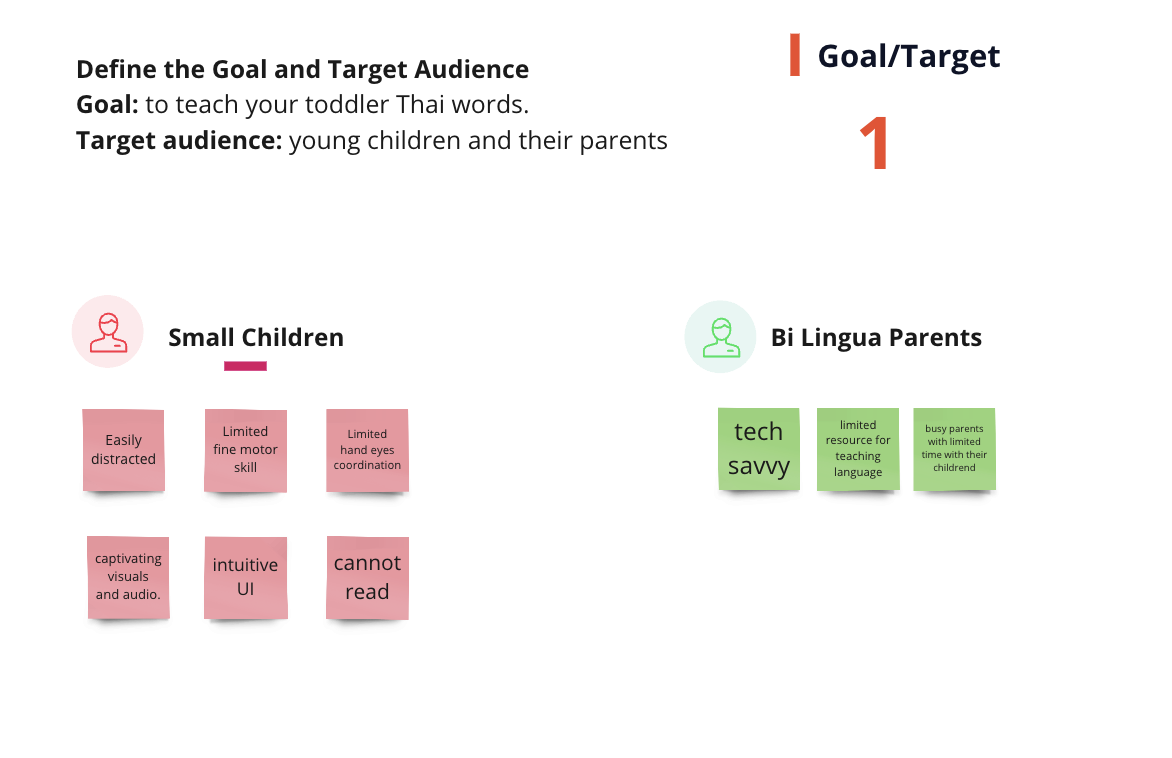 Define the Goal and Target Audience
Goal: to teach your toddler Thai words.
Target audience: young children and their parents
Goal/Target
1
Small Children
Easily
distracted
Limited
fine motor
skill
Limited
hand eyes
coordination
captivating
visuals
and audio.
intuitive
UI
cannot
read
Bi Lingua Parents
tech
savvy
limited
resource for
teaching
language
busy parents
with limited
time with their
childrend